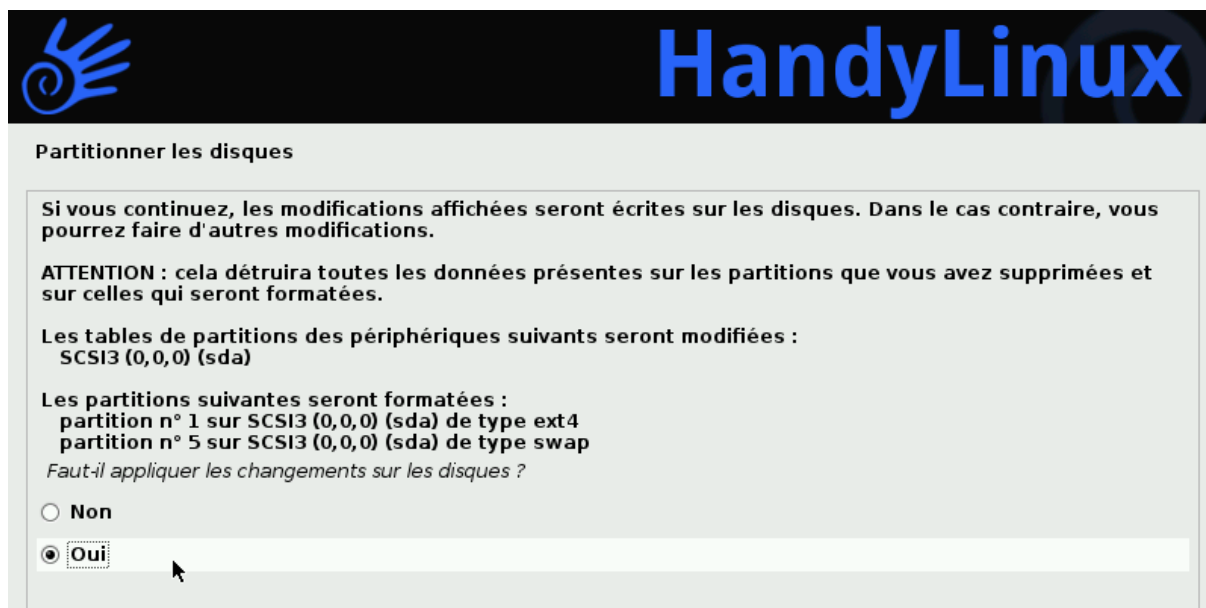 HandyLinux
Partitionner les disques
Si vous continuez, les modifications affichées seront écrites sur les disques. Dans le cas contraire, vous
pourrez faire d'autres modifications.
ATTENTION : cela détruira toutes les données présentes sur les partitions que vous avez supprimées et
sur celles qui seront formatées.
Les tables de partitions des périphériques suivants seront modifiées :
SCSI3 (0,0,0) (sda)
Les partitions suivantes seront formatées :
partition n° 1 sur SCSI3 (0,0,0) (sda) de type ext4
partition n° 5 sur SCSI3 (0,0,0) (sda) de type swap
Faut-il appliquer les changements sur les disques ?
Non
Oui